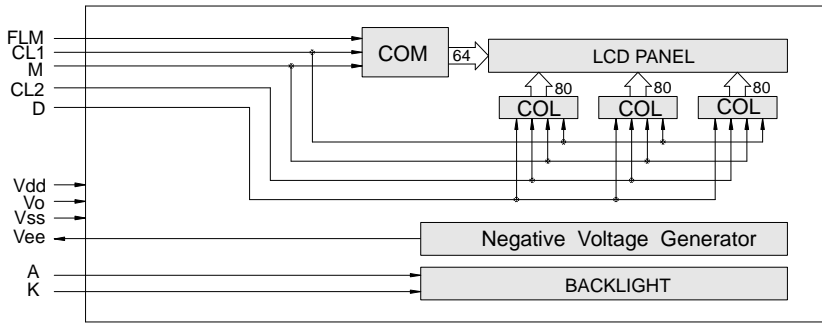 FLM
CL1
M
CL2
D
COM
64
LCD PANEL
80
80
80
COL
COL
COL
Vdd
Vo
Vss
Vee
Negative Voltage Generator
A
K
BACKLIGHT